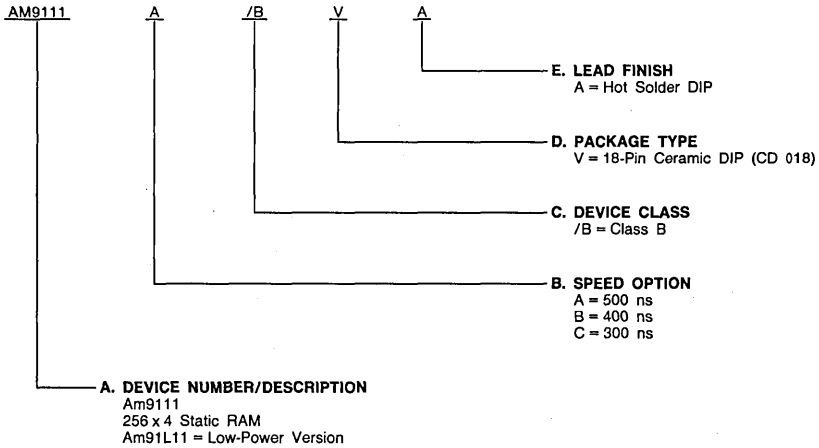 AM9111 A /B V A
E. LEAD FINISH
A = Hot Solder DIP
D. PACKAGE TYPE
V = 18-Pin Ceramic DIP (CD 018)
C. DEVICE CLASS
/B = Class B
B. SPEED OPTION
A = 500 ns
B = 400 ns
C = 300 ns
A. DEVICE NUMBER/DESCRIPTION
Am9111
256 x 4 Static RAM
Am91L11 = Low-Power Version